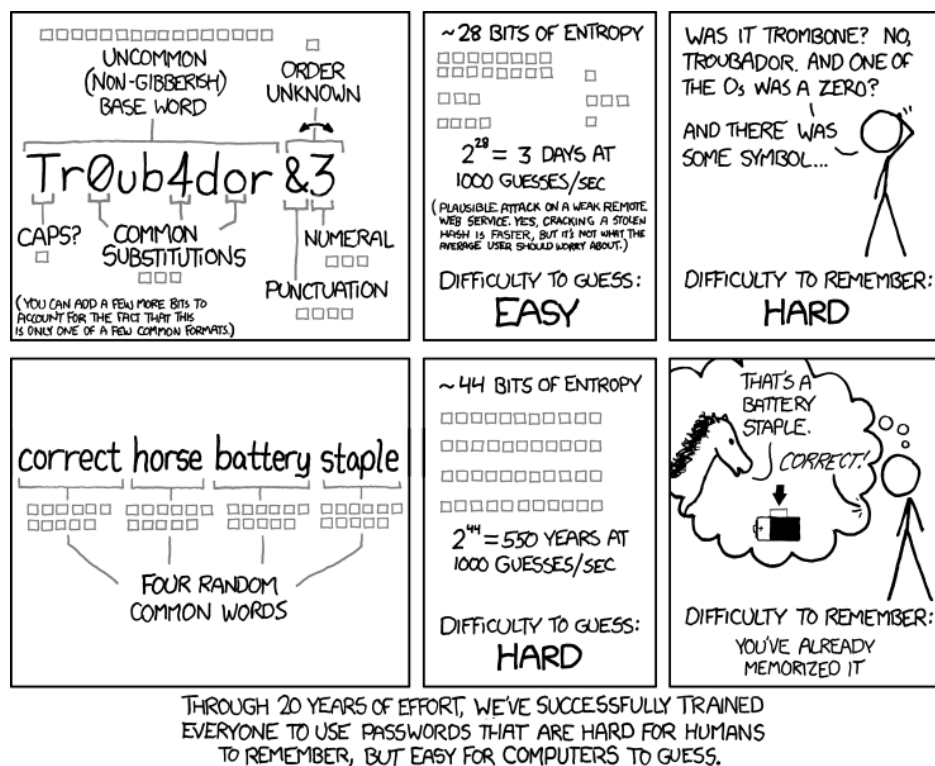 UNCOMMON
(NON-GIBBERISH)
BASE WORD
ORDER
UNKNOWN
Tr0ub4dor &3
CAPS?
COMMON
SUBSTITUTIONS
NUMERAL
PUNCTUATION
(YOU CAN ADD A FEW MORE BITS TO
ACCOUNT FOR THE FACT THAT THIS
IS ONLY ONE OF A FEW COMMON FORMATS.)
~28 BITS OF ENTROPY
2^28 = 3 DAYS AT
1000 GUESSES/SEC
(PLAUSIBLE ATTACK ON A WEAK REMOTE
WEB SERVICE. YES, CRACKING A STOLEN
HASH IS FASTER, BUT IT'S NOT WHAT THE
AVERAGE USER SHOULD WORRY ABOUT.)
DIFFICULTY TO GUESS:
EASY
WAS IT TROMBONE? NO,
TROUBADOR. AND ONE OF
THE Os WAS A ZERO?
AND THERE WAS
SOME SYMBOL...
DIFFICULTY TO REMEMBER:
HARD
correct horse battery staple
FOUR RANDOM
COMMON WORDS
~44 BITS OF ENTROPY
2^44 = 550 YEARS AT
1000 GUESSES/SEC
DIFFICULTY TO GUESS:
HARD
THAT'S A
BATTERY
STAPLE.
CORRECT!
+
DIFFICULTY TO REMEMBER:
YOU'VE ALREADY
MEMORIZED IT
THROUGH 20 YEARS OF EFFORT, WE'VE SUCCESSFULLY TRAINED
EVERYONE TO USE PASSWORDS THAT ARE HARD FOR HUMANS
TO REMEMBER, BUT EASY FOR COMPUTERS TO GUESS.